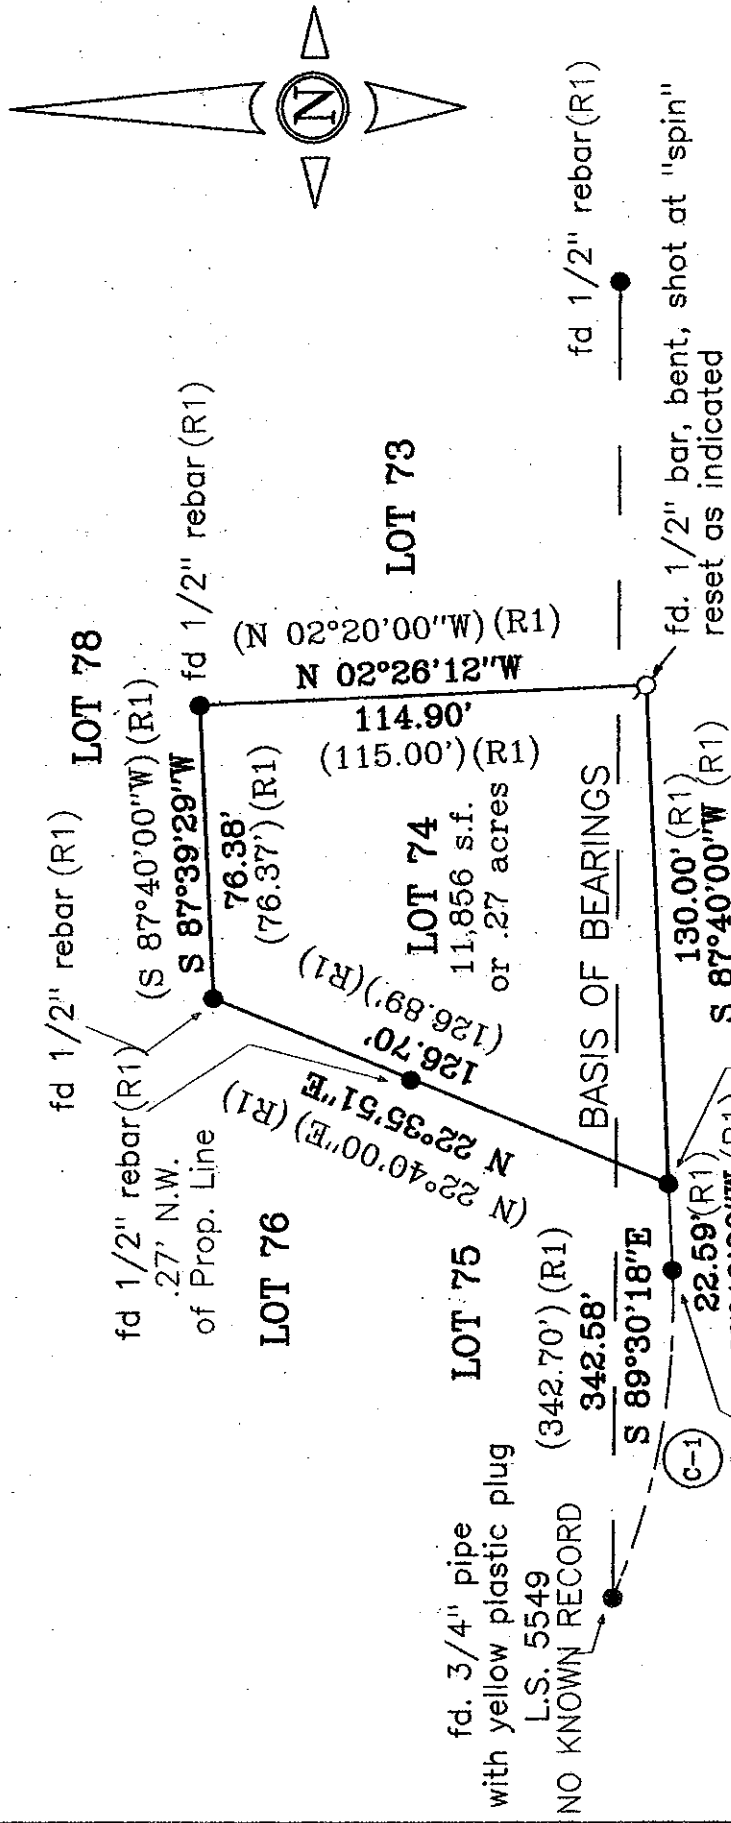 N
LOT 78
fd 1/2" rebar (R1)
(S 87°40'00"W) (R1)
S 87°39'29"W
76.38'
(76.37') (R1)
fd 1/2" rebar (R1)
fd 1/2" rebar(R1)
.27' N.W.
of Prop. Line
LOT 76
(N 22°40'00"E) (R1)
N 22°35'51"E
126.70'
(126.89')(R1)
LOT 74
11,856 s.f.
or .27 acres
(N 02°20'00"W) (R1)
N 02°26'12"W
114.90'
(115.00') (R1)
LOT 73
LOT 75
BASIS OF BEARINGS
fd 1/2" rebar(R1)
fd. 3/4" pipe
with yellow plastic plug
L.S. 5549
NO KNOWN RECORD
(342.70') (R1)
342.58'
S 89°30'18"E
C-1
22.59'(R1)
130.00' (R1)
S 87°40'00"W (R1)
fd. 1/2" bar, bent, shot at "spin"
reset as indicated